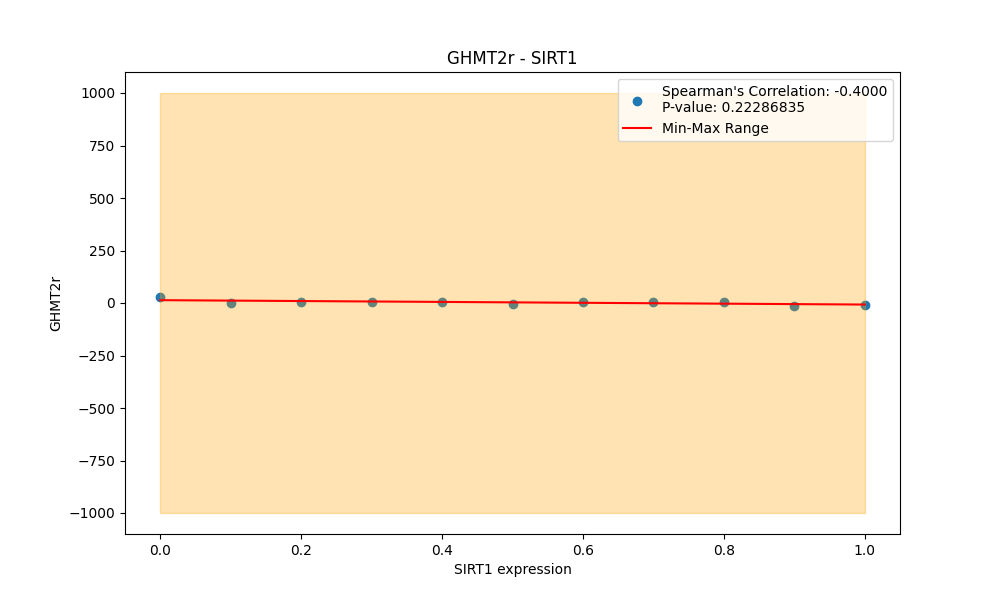 GHMT2r - SIRT1
Spearman's Correlation: -0.4000
P-value: 0.22286835
Min-Max Range
1000
750
500
250
0
−250
−500
−750
−1000
GHMT2r
0.0 0.2 0.4 0.6 0.8 1.0
SIRT1 expression